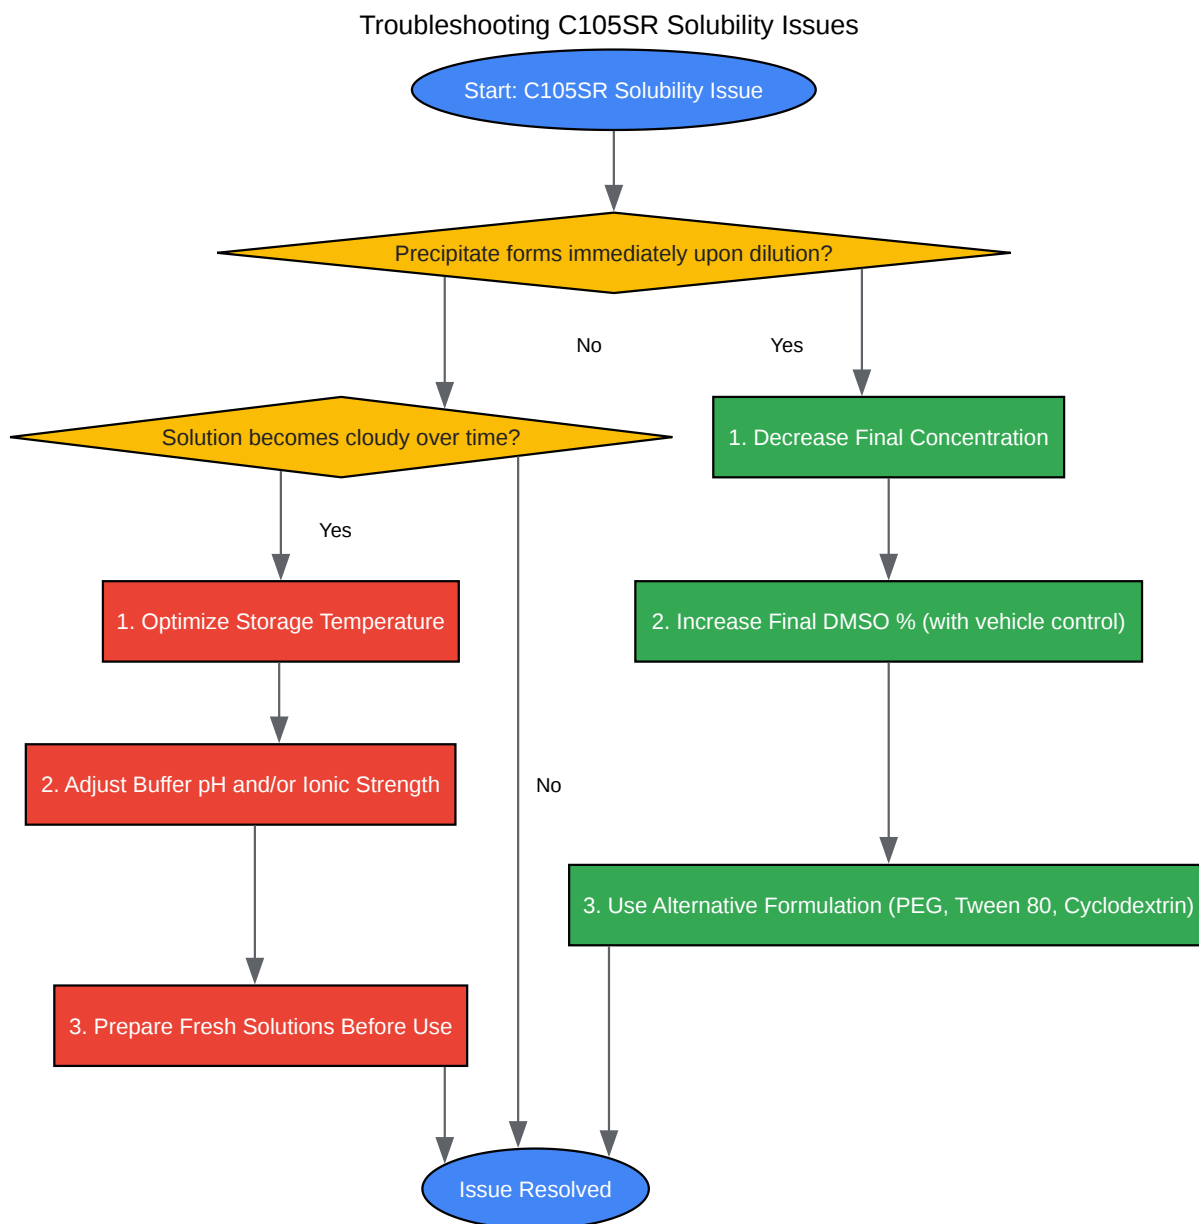 Troubleshooting C105SR Solubility Issues
Start: C105SR Solubility Issue
Precipitate forms immediately upon dilution?
No
Yes
Solution becomes cloudy over time?
1. Decrease Final Concentration
Yes
1. Optimize Storage Temperature
2. Increase Final DMSO % (with vehicle control)
2. Adjust Buffer pH and/or Ionic Strength
No
3. Use Alternative Formulation (PEG, Tween 80, Cyclodextrin)
3. Prepare Fresh Solutions Before Use
Issue Resolved